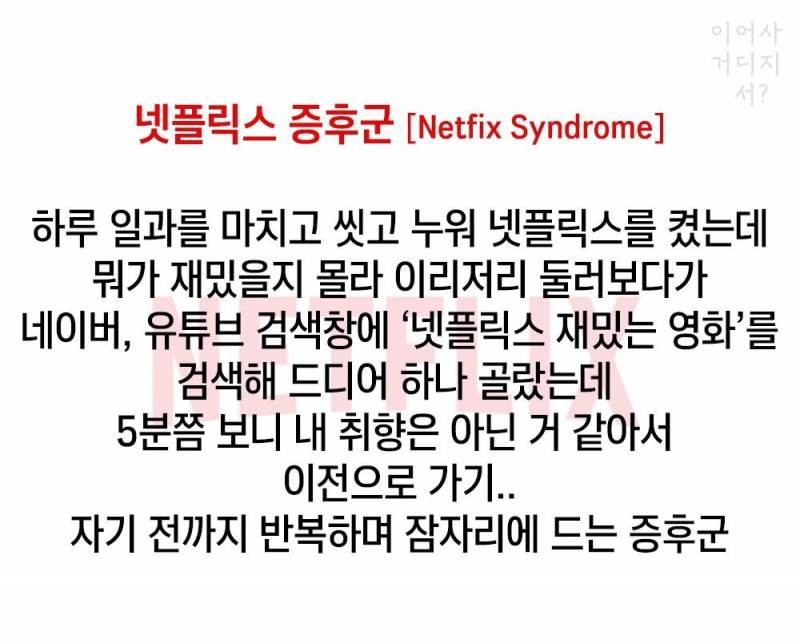 이어사
거디지
서?
넷플릭스 증후군 [Netfix Syndrome]
하루 일과를 마치고 씻고 누워 넷플릭스를 켰는데
뭐가 재밌을지 몰라 이리저리 둘러보다가
네이버, 유튜브 검색창에 ‘넷플릭스 재밌는 영화’를
검색해 드디어 하나 골랐는데
5분쯤 보니 내 취향은 아닌 거 같아서
이전으로 가기..
자기 전까지 반복하며 잠자리에 드는 증후군
NETFLIX